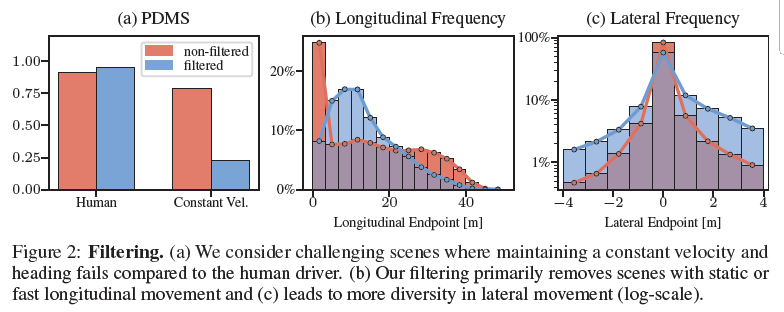 (a) PDMS
(b) Longitudinal Frequency
(c) Lateral Frequency
1.00
0.75
0.50
0.25
0.00
non-filtered
filtered
Human
Constant Vel.
20%
10%
0%
0
20
40
Longitudinal Endpoint [m]
100%
10%
1%
−4
−2
0
2
4
Lateral Endpoint [m]
Figure 2: Filtering. (a) We consider challenging scenes where maintaining a constant velocity and
heading fails compared to the human driver. (b) Our filtering primarily removes scenes with static or
fast longitudinal movement and (c) leads to more diversity in lateral movement (log-scale).